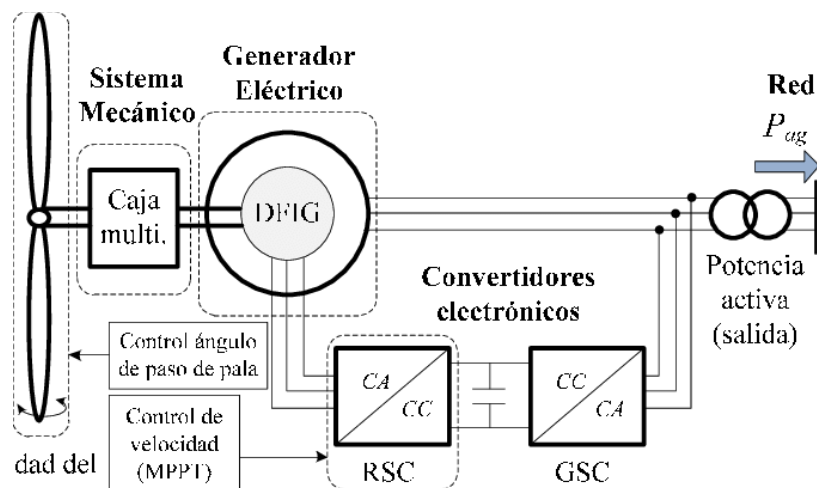 Generador
Eléctrico
Sistema
Mecánico
Red
P_ag
Caja
multi.
DFIG
Potencia
activa
(salida)
Convertidores
electrónicos
Control ángulo
de paso de pala
CA
CC
CC
CA
Control de
velocidad
(MPPT)
dad del
RSC
GSC